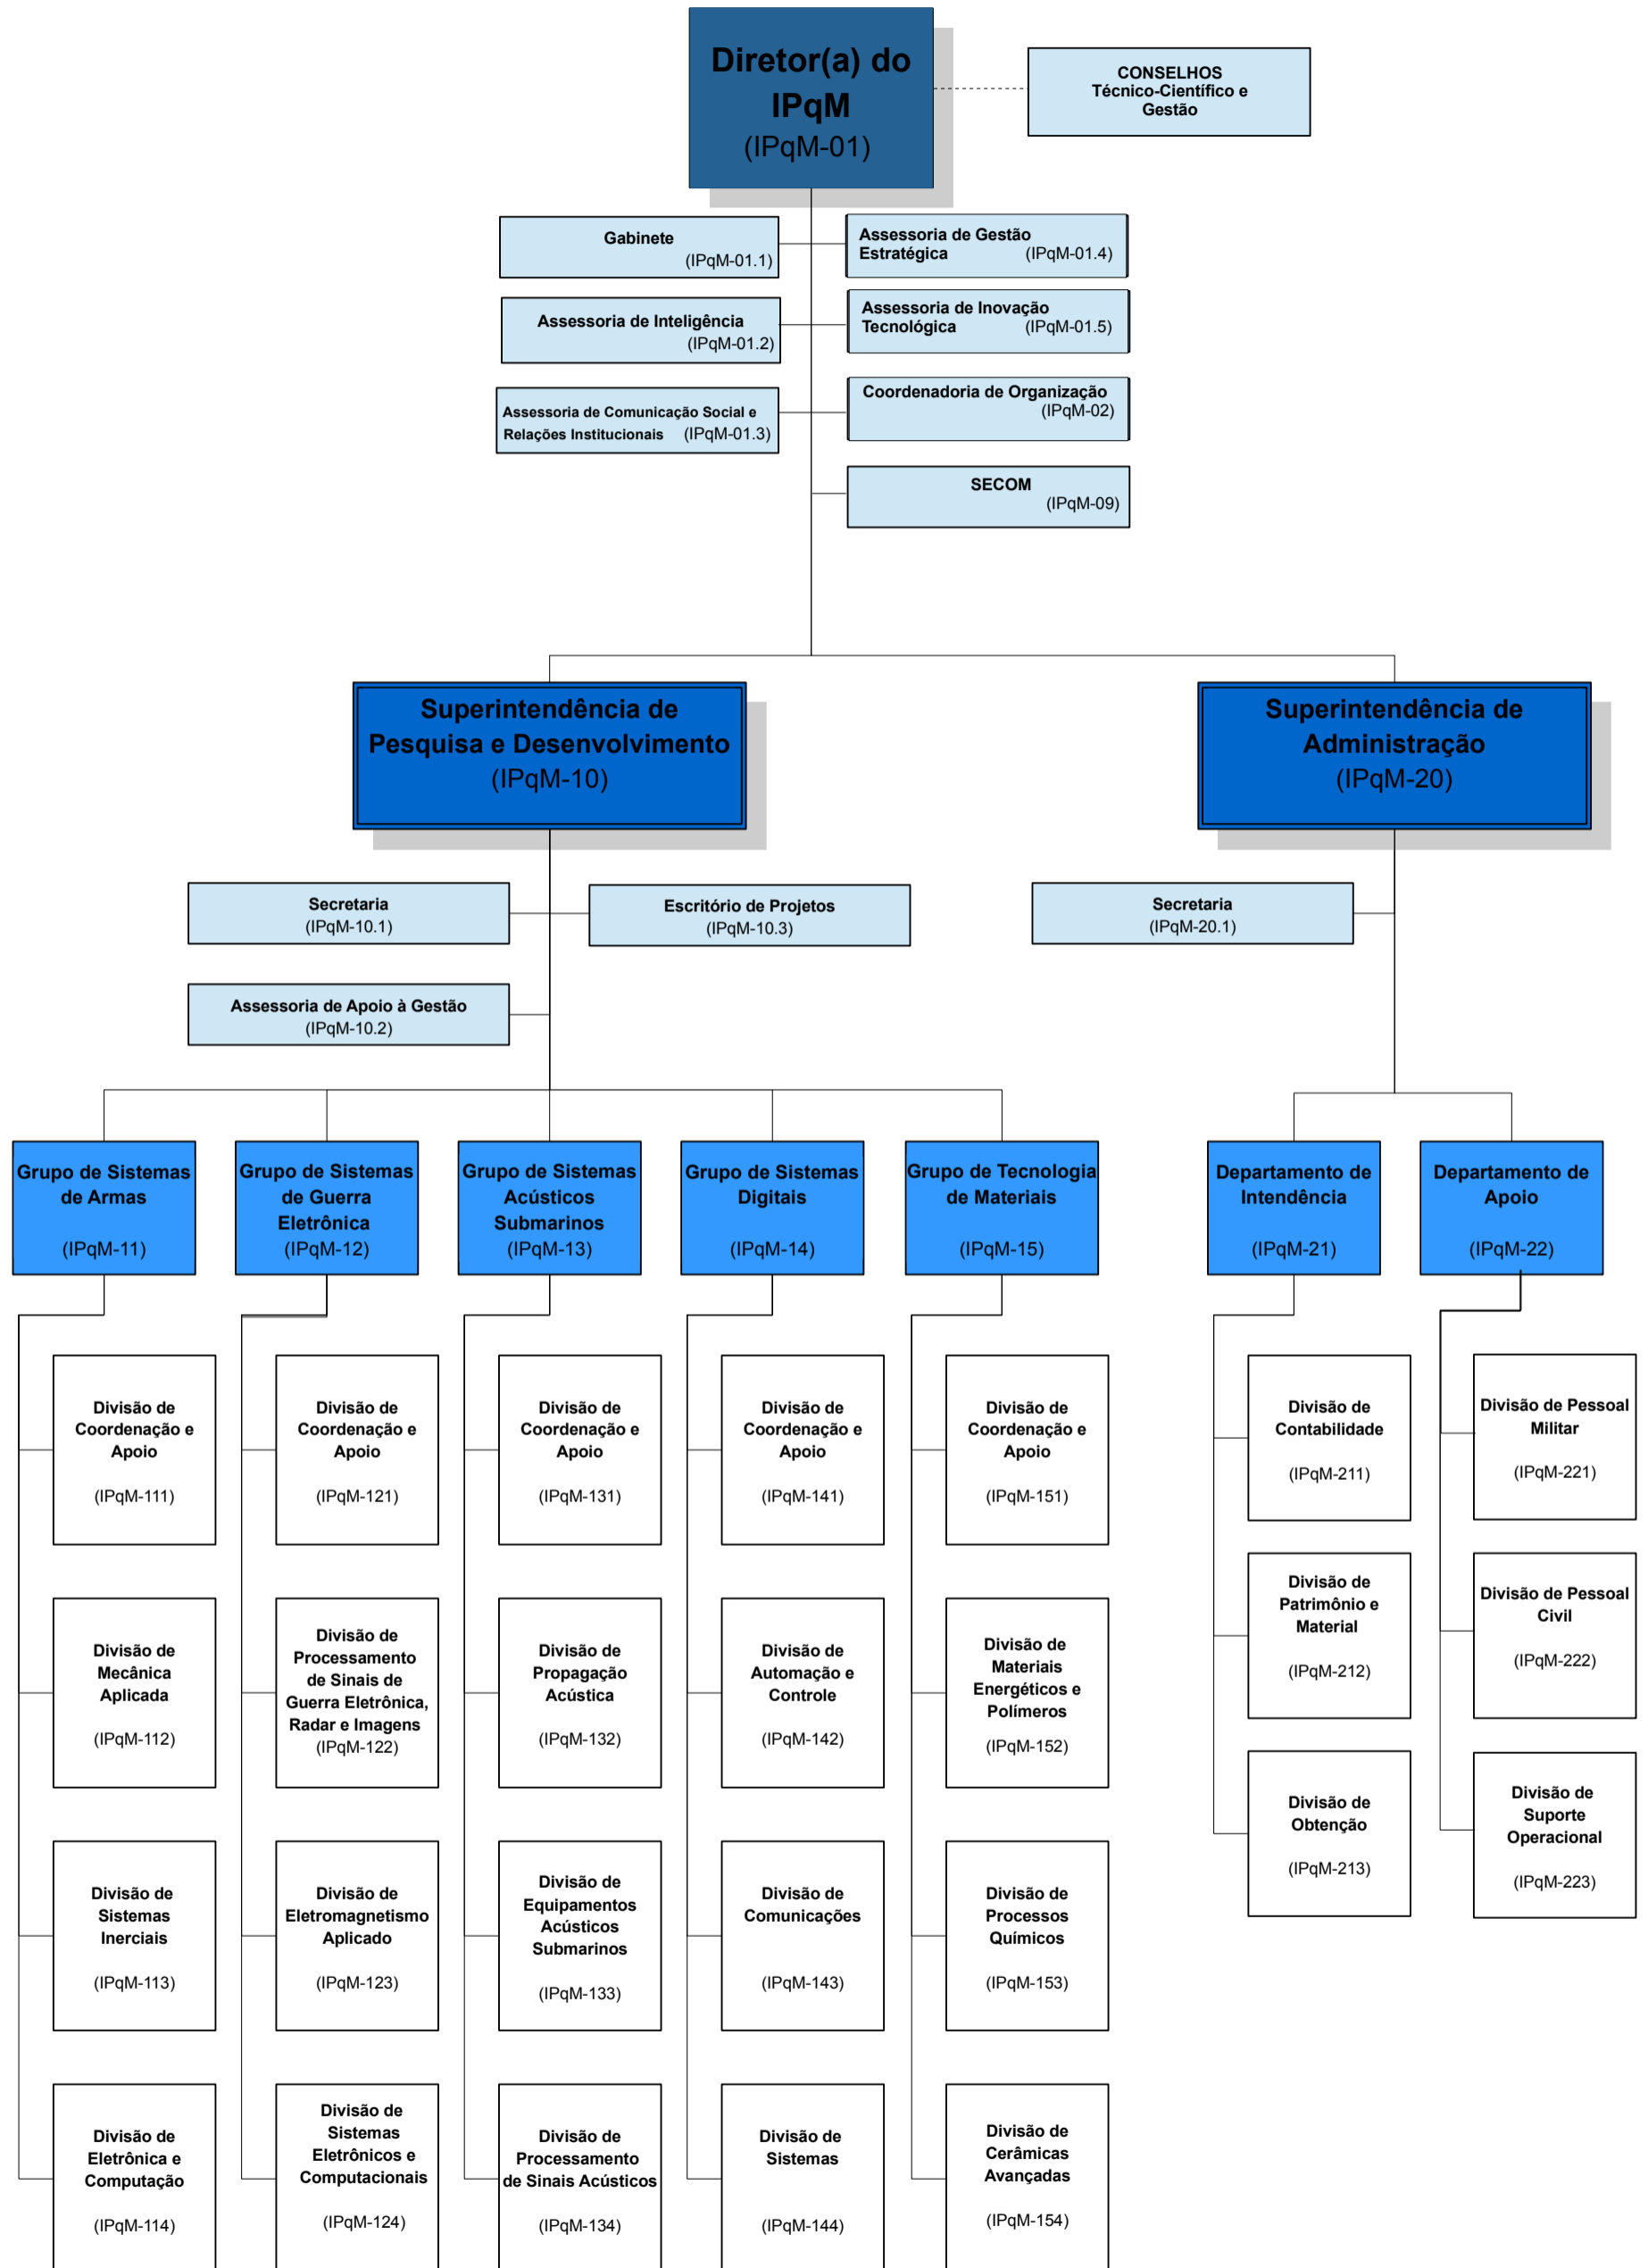 Diretor(a) do
IPqM
(IPqM-01)
CONSELHOS
Técnico-Científico e
Gestão
Gabinete
(IPqM-01.1)
Assessoria de Gestão
Estratégica (IPqM-01.4)
Assessoria de Inteligência
(IPqM-01.2)
Assessoria de Inovação
Tecnológica (IPqM-01.5)
Assessoria de Comunicação Social e
Relações Institucionais (IPqM-01.3)
Coordenadoria de Organização
(IPqM-02)
SECOM
(IPqM-09)
Superintendência de
Pesquisa e Desenvolvimento
(IPqM-10)
Superintendência de
Administração
(IPqM-20)
Secretaria
(IPqM-10.1)
Escritório de Projetos
(IPqM-10.3)
Secretaria
(IPqM-20.1)
Assessoria de Apoio à Gestão
(IPqM-10.2)
Grupo de Sistemas
de Armas
(IPqM-11)
Grupo de Sistemas
de Guerra
Eletrônica
(IPqM-12)
Grupo de Sistemas
Acústicos
Submarinos
(IPqM-13)
Grupo de Sistemas
Digitais
(IPqM-14)
Grupo de Tecnologia
de Materiais
(IPqM-15)
Departamento de
Intendência
(IPqM-21)
Departamento de
Apoio
(IPqM-22)
Divisão de
Coordenação e
Apoio
(IPqM-111)
Divisão de
Coordenação e
Apoio
(IPqM-121)
Divisão de
Coordenação e
Apoio
(IPqM-131)
Divisão de
Coordenação e
Apoio
(IPqM-141)
Divisão de
Coordenação e
Apoio
(IPqM-151)
Divisão de
Contabilidade
(IPqM-211)
Divisão de Pessoal
Militar
(IPqM-221)
Divisão de
Mecânica
Aplicada
(IPqM-112)
Divisão de
Processamento
de Sinais de
Guerra Eletrônica,
Radar e Imagens
(IPqM-122)
Divisão de
Propagação
Acústica
(IPqM-132)
Divisão de
Automação e
Controle
(IPqM-142)
Divisão de
Materiais
Energéticos e
Polímeros
(IPqM-152)
Divisão de
Patrimônio e
Material
(IPqM-212)
Divisão de Pessoal
Civil
(IPqM-222)
Divisão de
Sistemas
Inerciais
(IPqM-113)
Divisão de
Eletromagnetismo
Aplicado
(IPqM-123)
Divisão de
Equipamentos
Acústicos
Submarinos
(IPqM-133)
Divisão de
Comunicações
(IPqM-143)
Divisão de
Processos
Químicos
(IPqM-153)
Divisão de
Obtenção
(IPqM-213)
Divisão de
Suporte
Operacional
(IPqM-223)
Divisão de
Eletrônica e
Computação
(IPqM-114)
Divisão de
Sistemas
Eletrônicos e
Computacionais
(IPqM-124)
Divisão de
Processamento
de Sinais Acústicos
(IPqM-134)
Divisão de
Sistemas
(IPqM-144)
Divisão de
Cerâmicas
Avançadas
(IPqM-154)